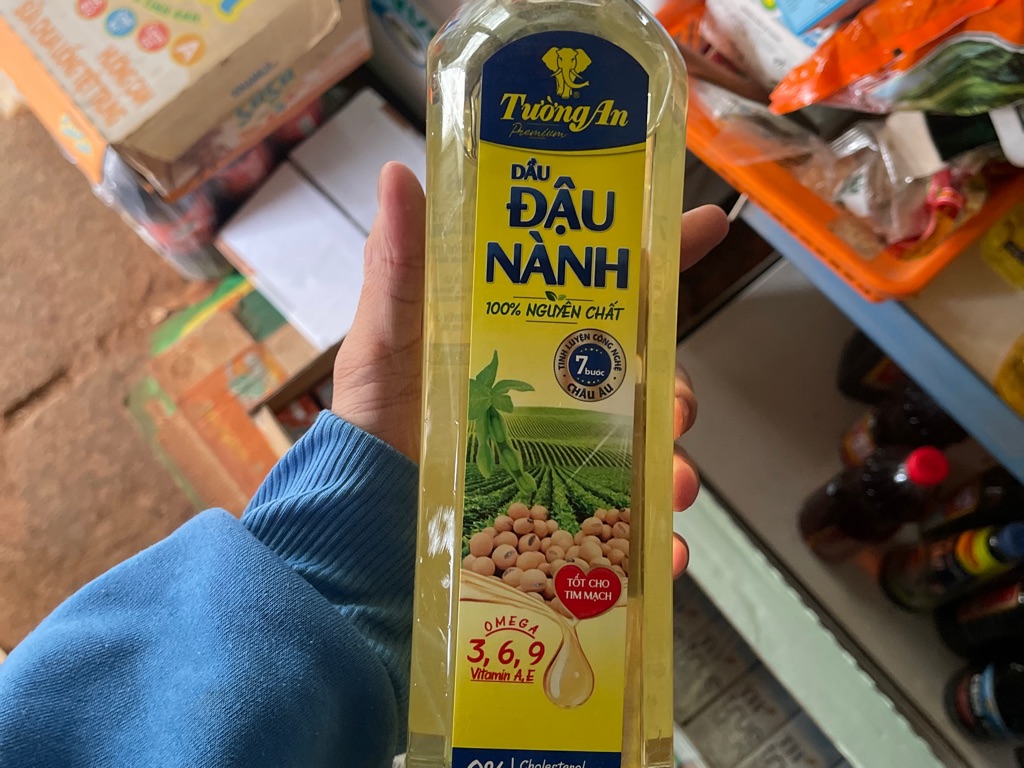 Tường An
Premium
DẦU
ĐẬU
NÀNH
100% NGUYÊN CHẤT
TINH LUYỆN CÔNG NGHỆ
7 bước
CHÂU ÂU
TỐT CHO
TIM MẠCH
OMEGA
3, 6, 9
Vitamin A, E
Cholesterol